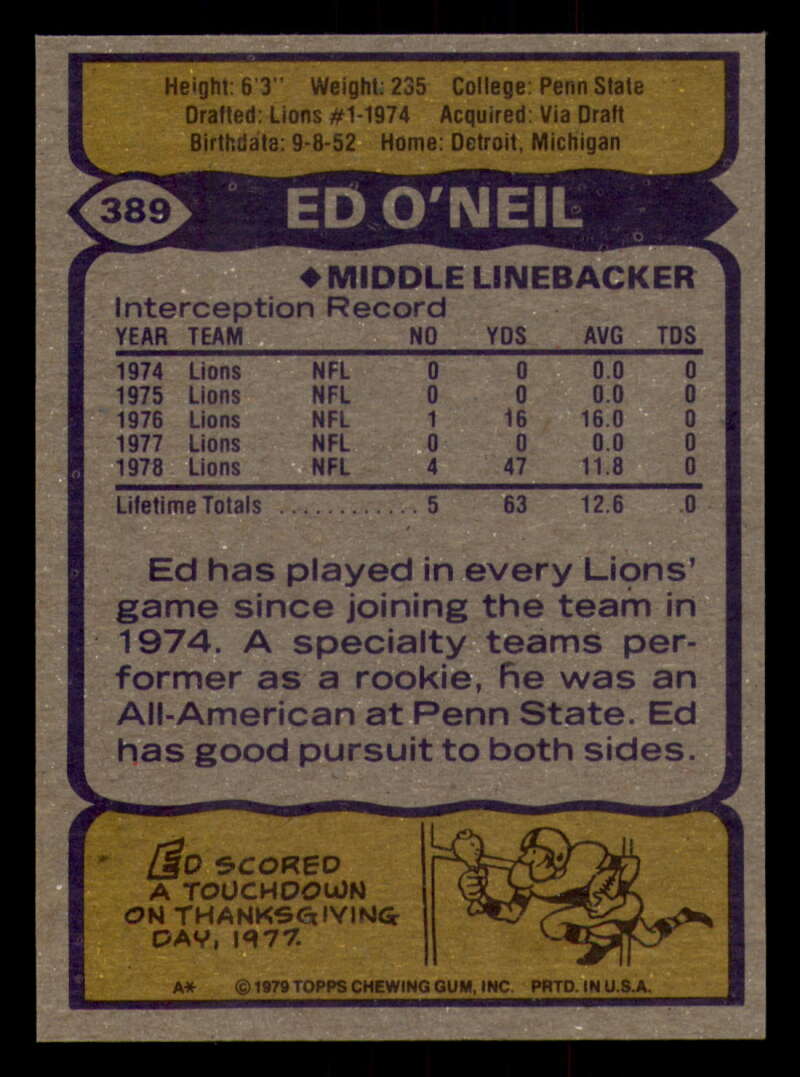 Height: 6'3" Weight: 235 College: Penn State
Drafted: Lions #1-1974 Acquired: Via Draft
Birthdate: 9-8-52 Home: Detroit, Michigan
389 ED O'NEIL
◆MIDDLE LINEBACKER
Interception Record
YEAR TEAM NO YDS AVG TDS
1974 Lions NFL 0 0 0.0 0
1975 Lions NFL 0 0 0.0 0
1976 Lions NFL 1 16 16.0 0
1977 Lions NFL 0 0 0.0 0
1978 Lions NFL 4 47 11.8 0
Lifetime Totals ............ 5 63 12.6 0
Ed has played in every Lions'
game since joining the team in
1974. A specialty teams per-
former as a rookie, he was an
All-American at Penn State. Ed
has good pursuit to both sides.
ED SCORED
A TOUCHDOWN
ON THANKSGIVING
DAY, 1977.
A* © 1979 TOPPS CHEWING GUM, INC. PRTD. IN U.S.A.